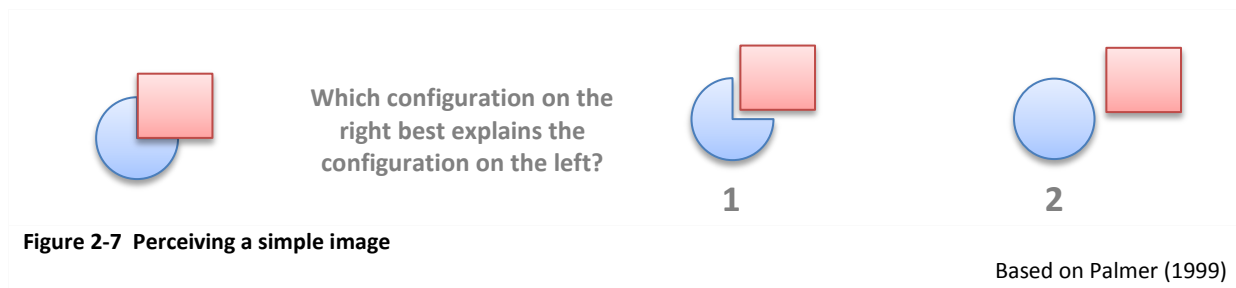 Which configuration on the
right best explains the
configuration on the left?
1
2
Figure 2-7 Perceiving a simple image
Based on Palmer (1999)